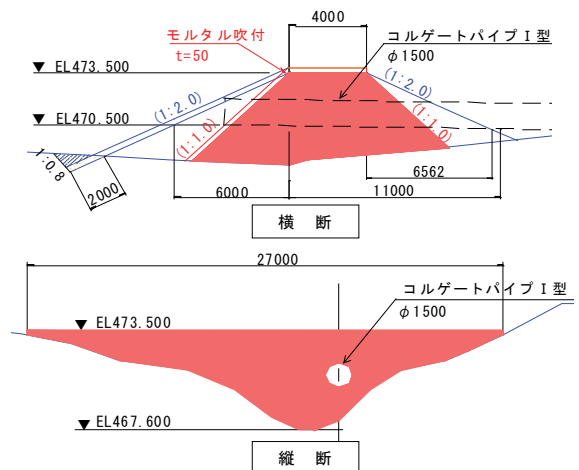 4000
モルタル吹付
t=50
コルゲートパイプⅠ型
φ1500
▼ EL473.500
(1:2.0)
(1:2.0)
▼ EL470.500
(1:1.0)
(1:1.0)
1:0.8
2000
6000
6562
11000
横 断
27000
コルゲートパイプⅠ型
φ1500
▼ EL473.500
▼ EL467.600
縦 断